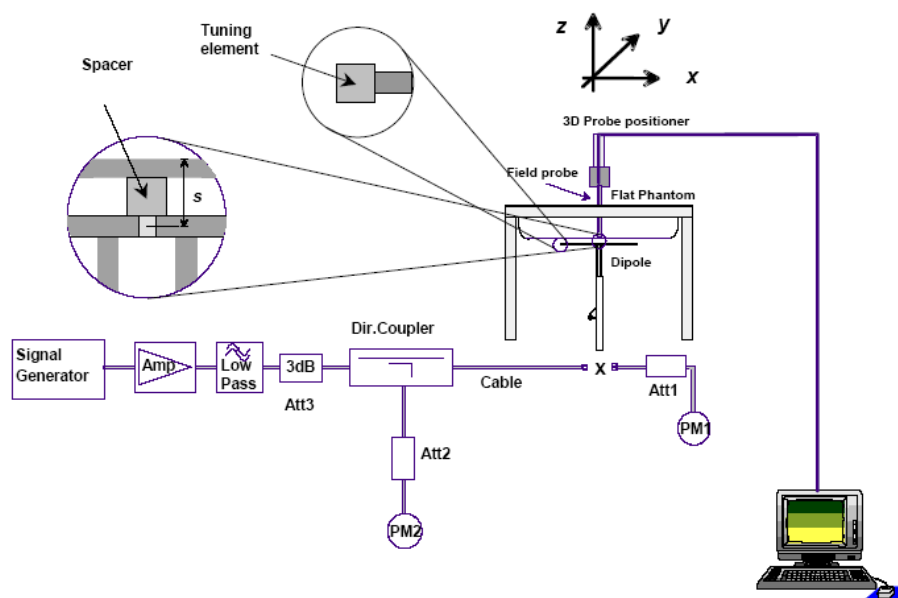 Tuning
element
Spacer
s
z
y
x
3D Probe positioner
Field probe
Flat Phantom
Dipole
Dir.Coupler
Signal
Generator
Amp
Low
Pass
3dB
Att3
Cable
x
Att1
PM1
Att2
PM2